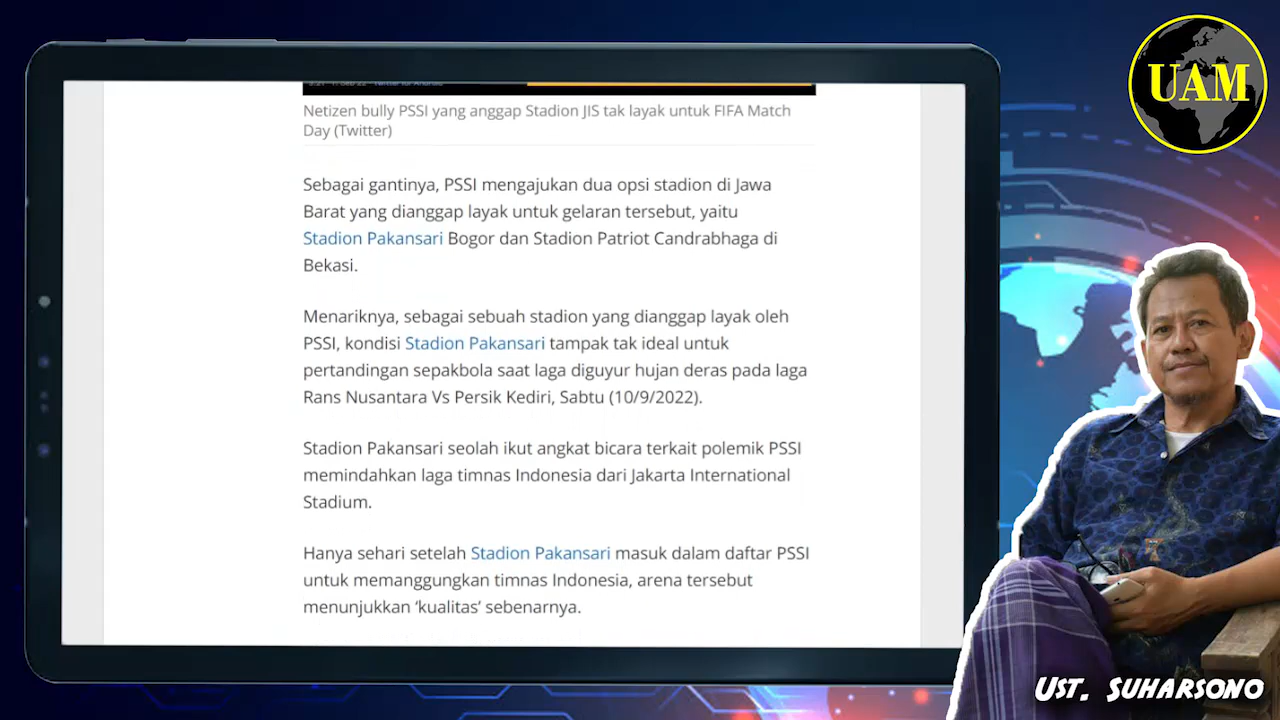 UAM
Netizen bully PSSI yang anggap Stadion JIS tak layak untuk FIFA Match
Day (Twitter)
Sebagai gantinya, PSSI mengajukan dua opsi stadion di Jawa
Barat yang dianggap layak untuk gelaran tersebut, yaitu
Stadion Pakansari Bogor dan Stadion Patriot Candrabhaga di
Bekasi.
Menariknya, sebagai sebuah stadion yang dianggap layak oleh
PSSI, kondisi Stadion Pakansari tampak tak ideal untuk
pertandingan sepakbola saat laga diguyur hujan deras pada laga
Rans Nusantara Vs Persik Kediri, Sabtu (10/9/2022).
Stadion Pakansari seolah ikut angkat bicara terkait polemik PSSI
memindahkan laga timnas Indonesia dari Jakarta International
Stadium.
Hanya sehari setelah Stadion Pakansari masuk dalam daftar PSSI
untuk memanggungkan timnas Indonesia, arena tersebut
menunjukkan ‘kualitas’ sebenarnya.
Ust. Suharsono